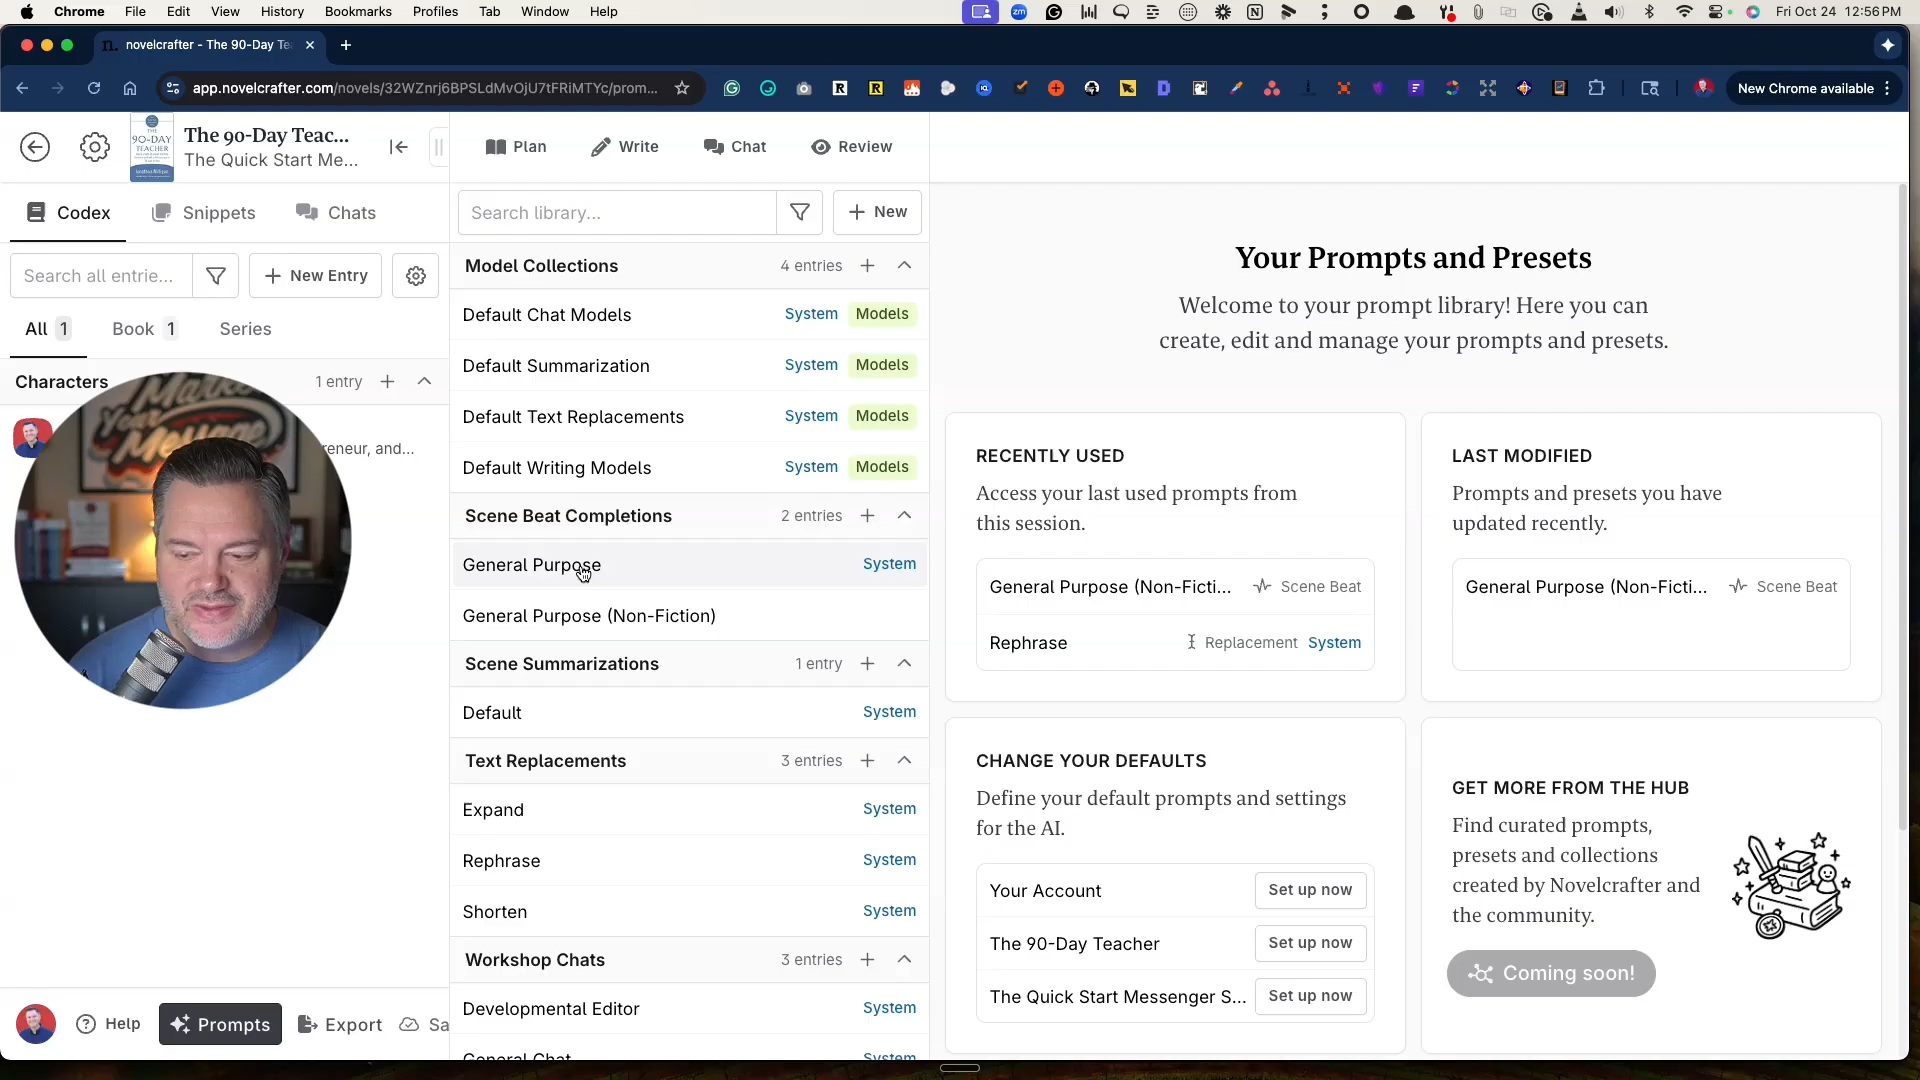 Chrome File Edit View History Bookmarks Profiles Tab Window Help
Fri Oct 24 12:56 PM
novelcrafter - The 90-Day Te
app.novelcrafter.com/novels/32WZnrj6BPSLdMvOjU7tFRiMTYc/prom...
New Chrome available
The 90-Day Teac...
The Quick Start Me...
Plan
Write
Chat
Review
Codex
Snippets
Chats
Search all entrie...
New Entry
All 1
Book 1
Series
Characters
1 entry
reneur, and...
Help
Prompts
Export
Sa
Search library...
New
Model Collections 4 entries
Default Chat Models System Models
Default Summarization System Models
Default Text Replacements System Models
Default Writing Models System Models
Scene Beat Completions 2 entries
General Purpose System
General Purpose (Non-Fiction)
Scene Summarizations 1 entry
Default System
Text Replacements 3 entries
Expand System
Rephrase System
Shorten System
Workshop Chats 3 entries
Developmental Editor System
General Chat System
Your Prompts and Presets
Welcome to your prompt library! Here you can
create, edit and manage your prompts and presets.
RECENTLY USED
Access your last used prompts from
this session.
General Purpose (Non-Ficti... Scene Beat
Rephrase Replacement System
LAST MODIFIED
Prompts and presets you have
updated recently.
General Purpose (Non-Ficti... Scene Beat
CHANGE YOUR DEFAULTS
Define your default prompts and settings
for the AI.
Your Account Set up now
The 90-Day Teacher Set up now
The Quick Start Messenger S... Set up now
GET MORE FROM THE HUB
Find curated prompts,
presets and collections
created by Novelcrafter and
the community.
Coming soon!